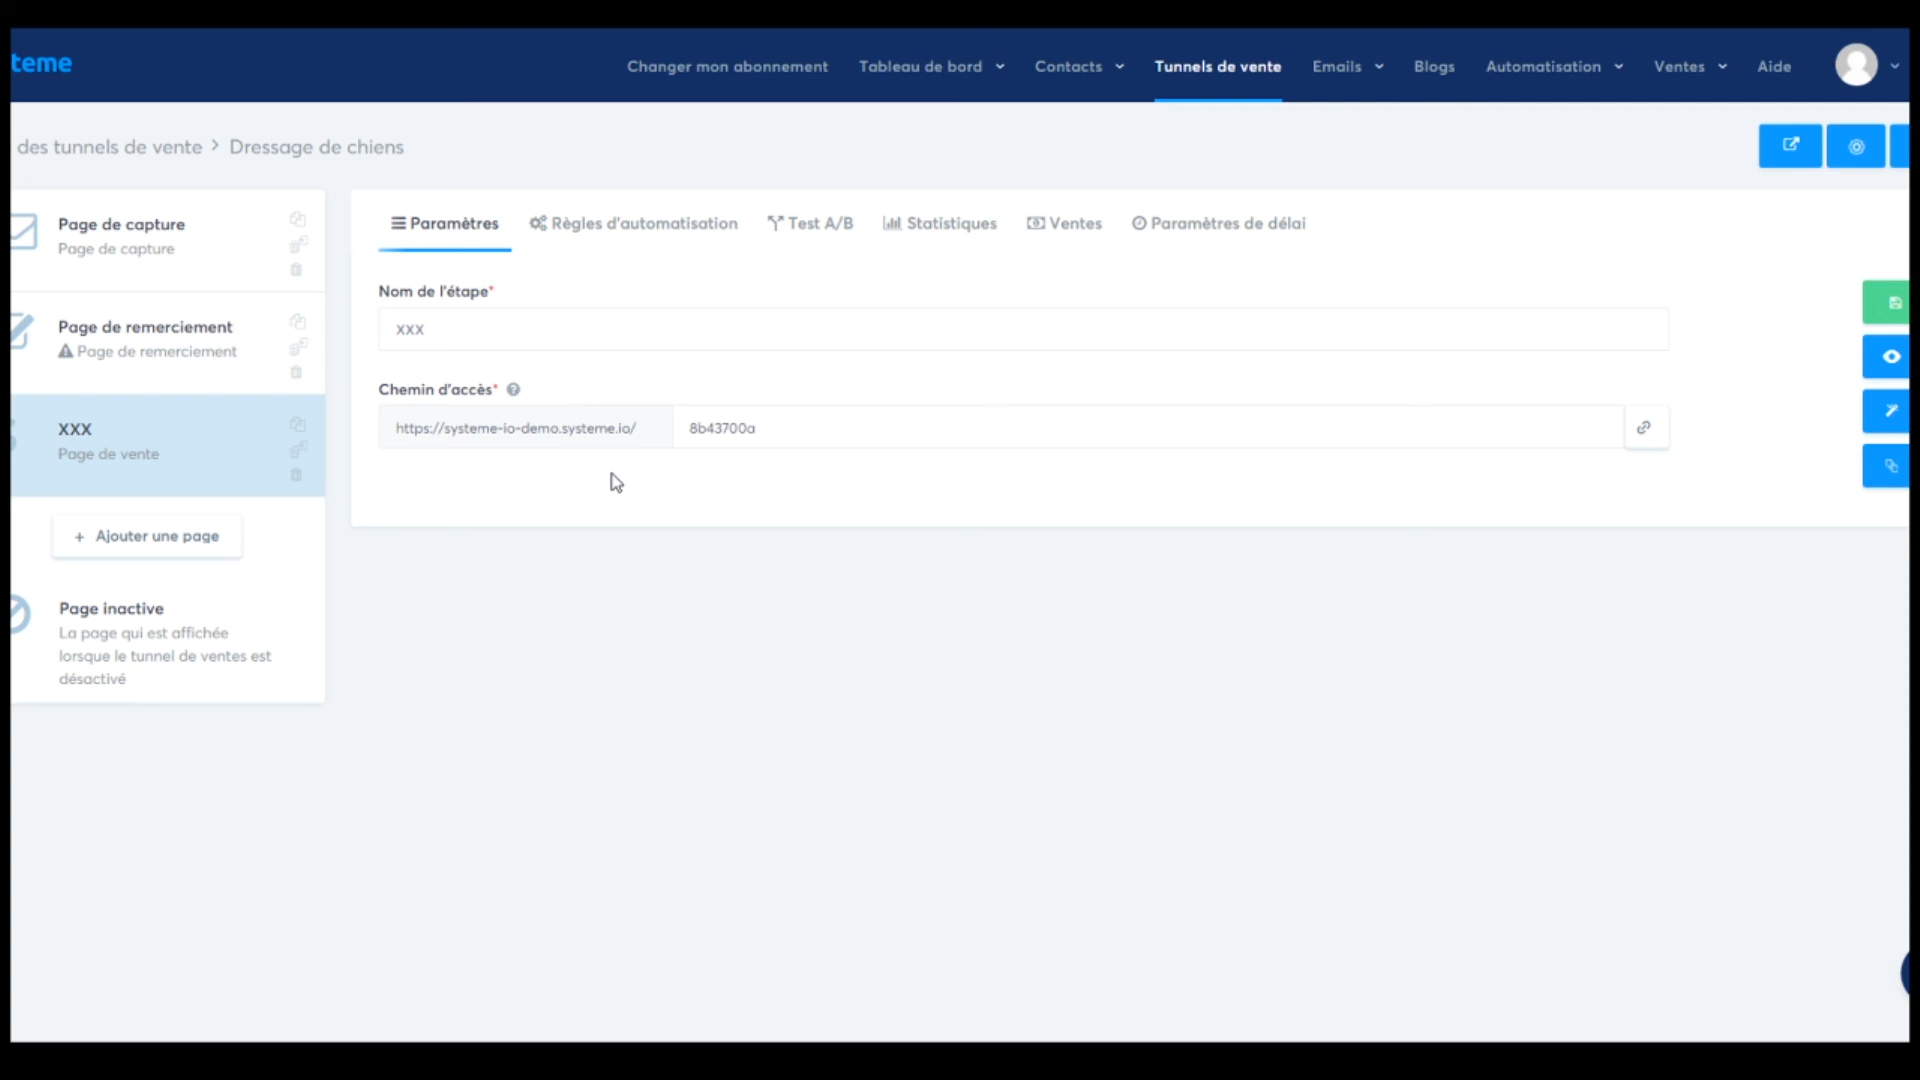 teme
Changer mon abonnement Tableau de bord Contacts Tunnels de vente Emails Blogs Automatisation Ventes Aide
des tunnels de vente > Dressage de chiens
Page de capture
Page de capture
Page de remerciement
Page de remerciement
XXX
Page de vente
+ Ajouter une page
Page inactive
La page qui est affichée
lorsque le tunnel de ventes est
désactivé
Paramètres Règles d'automatisation Test A/B Statistiques Ventes Paramètres de délai
Nom de l'étape*
XXX
Chemin d'accès* ?
https://systeme-io-demo.systeme.io/ 8b43700a